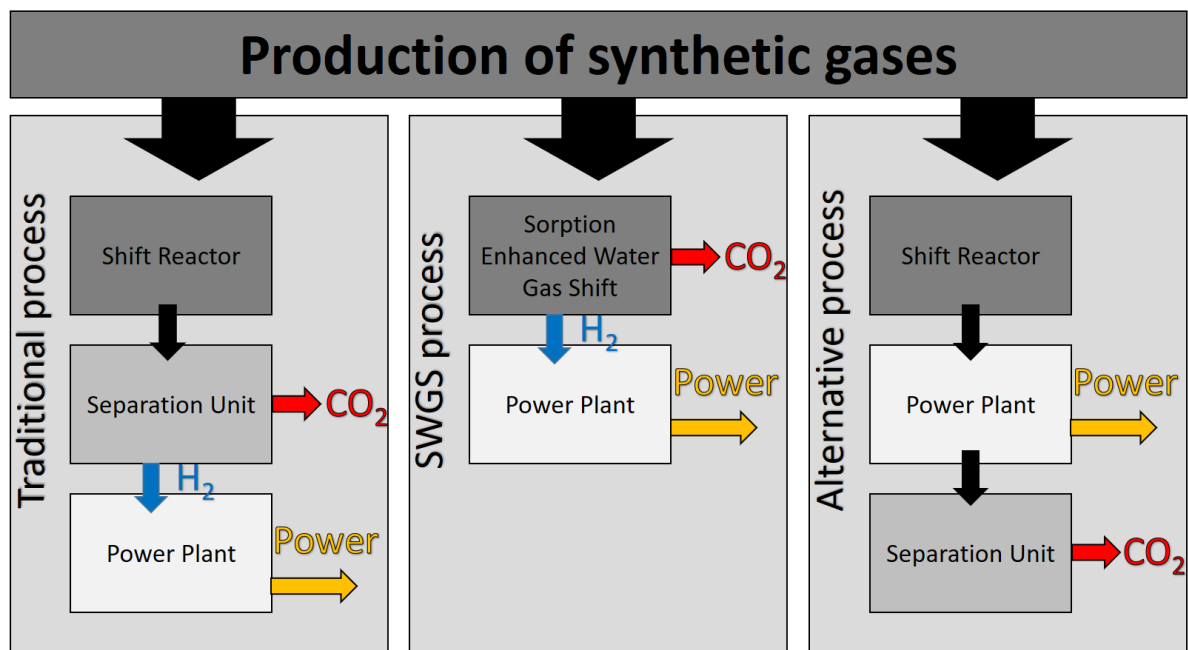 Production of synthetic gases
Traditional process
Shift Reactor
Separation Unit
CO₂
H₂
Power Plant
Power
SWGS process
Sorption
Enhanced Water
Gas Shift
CO₂
H₂
Power Plant
Power
Alternative process
Shift Reactor
Power Plant
Power
Separation Unit
CO₂